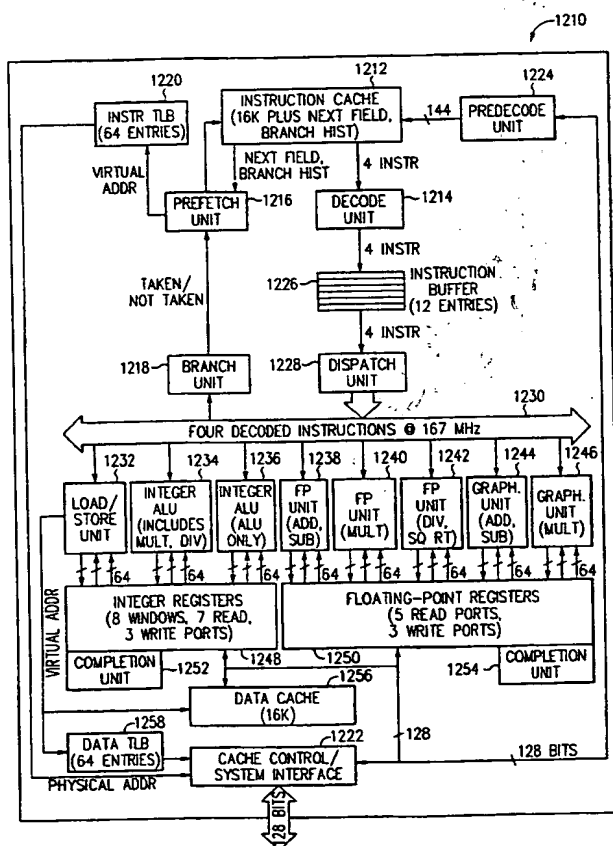 1210
1220
1212
1224
INSTR TLB
(64 ENTRIES)
INSTRUCTION CACHE
(16K PLUS NEXT FIELD,
BRANCH HIST)
144
PREDECODE
UNIT
VIRTUAL
ADDR
NEXT FIELD,
BRANCH HIST
4 INSTR
PREFETCH
UNIT
1216
DECODE
UNIT
1214
4 INSTR
TAKEN/
NOT TAKEN
1226
INSTRUCTION
BUFFER
(12 ENTRIES)
4 INSTR
1218
BRANCH
UNIT
1228
DISPATCH
UNIT
1230
FOUR DECODED INSTRUCTIONS @ 167 MHz
1232
1234
1236
1238
1240
1242
1244
1246
LOAD/
STORE
UNIT
INTEGER
ALU
(INCLUDES
MULT, DIV)
INTEGER
ALU
(ALU
ONLY)
FP
UNIT
(ADD,
SUB)
FP
UNIT
(MULT)
FP
UNIT
(DIV,
SQ RT)
GRAPH.
UNIT
(ADD,
SUB)
GRAPH.
UNIT
(MULT)
64
64
64
64
64
64
64
64
VIRTUAL ADDR
INTEGER REGISTERS
(8 WINDOWS, 7 READ,
3 WRITE PORTS)
FLOATING-POINT REGISTERS
(5 READ PORTS,
3 WRITE PORTS)
COMPLETION
UNIT
1252
1248
1250
1254
COMPLETION
UNIT
1256
DATA CACHE
(16K)
1258
DATA TLB
(64 ENTRIES)
1222
CACHE CONTROL/
SYSTEM INTERFACE
128
128 BITS
PHYSICAL ADDR
128 BITS